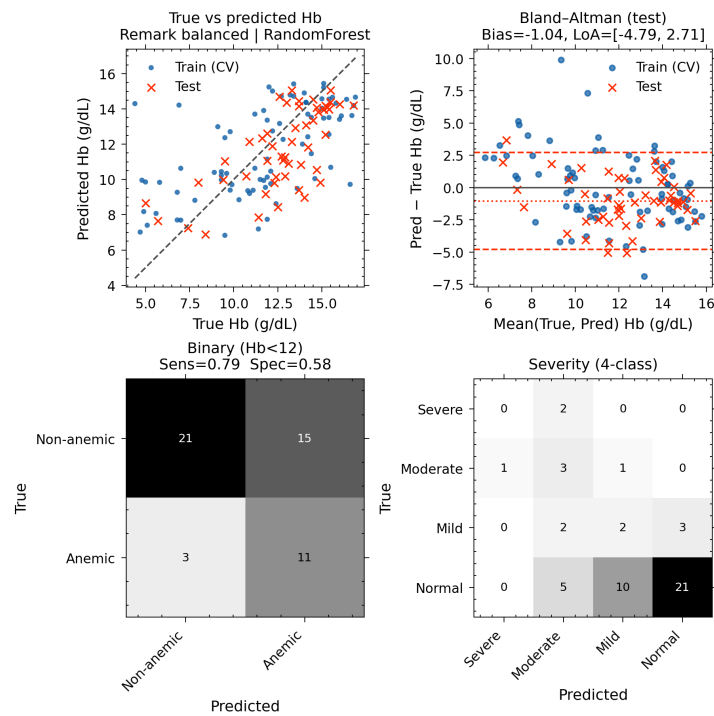 True vs predicted Hb
Remark balanced | RandomForest
Train (CV)
Test
Predicted Hb (g/dL)
16
14
12
10
8
6
4
5.0
7.5
10.0
12.5
15.0
True Hb (g/dL)
Bland–Altman (test)
Bias=-1.04, LoA=[-4.79, 2.71]
Train (CV)
Test
Pred − True Hb (g/dL)
10.0
7.5
5.0
2.5
0.0
−2.5
−5.0
−7.5
6
8
10
12
14
16
Mean(True, Pred) Hb (g/dL)
Binary (Hb<12)
Sens=0.79 Spec=0.58
True
Non-anemic
21
15
Anemic
3
11
Non-anemic
Anemic
Predicted
Severity (4-class)
True
Severe
0
2
0
0
Moderate
1
3
1
0
Mild
0
2
2
3
Normal
0
5
10
21
Severe
Moderate
Mild
Normal
Predicted